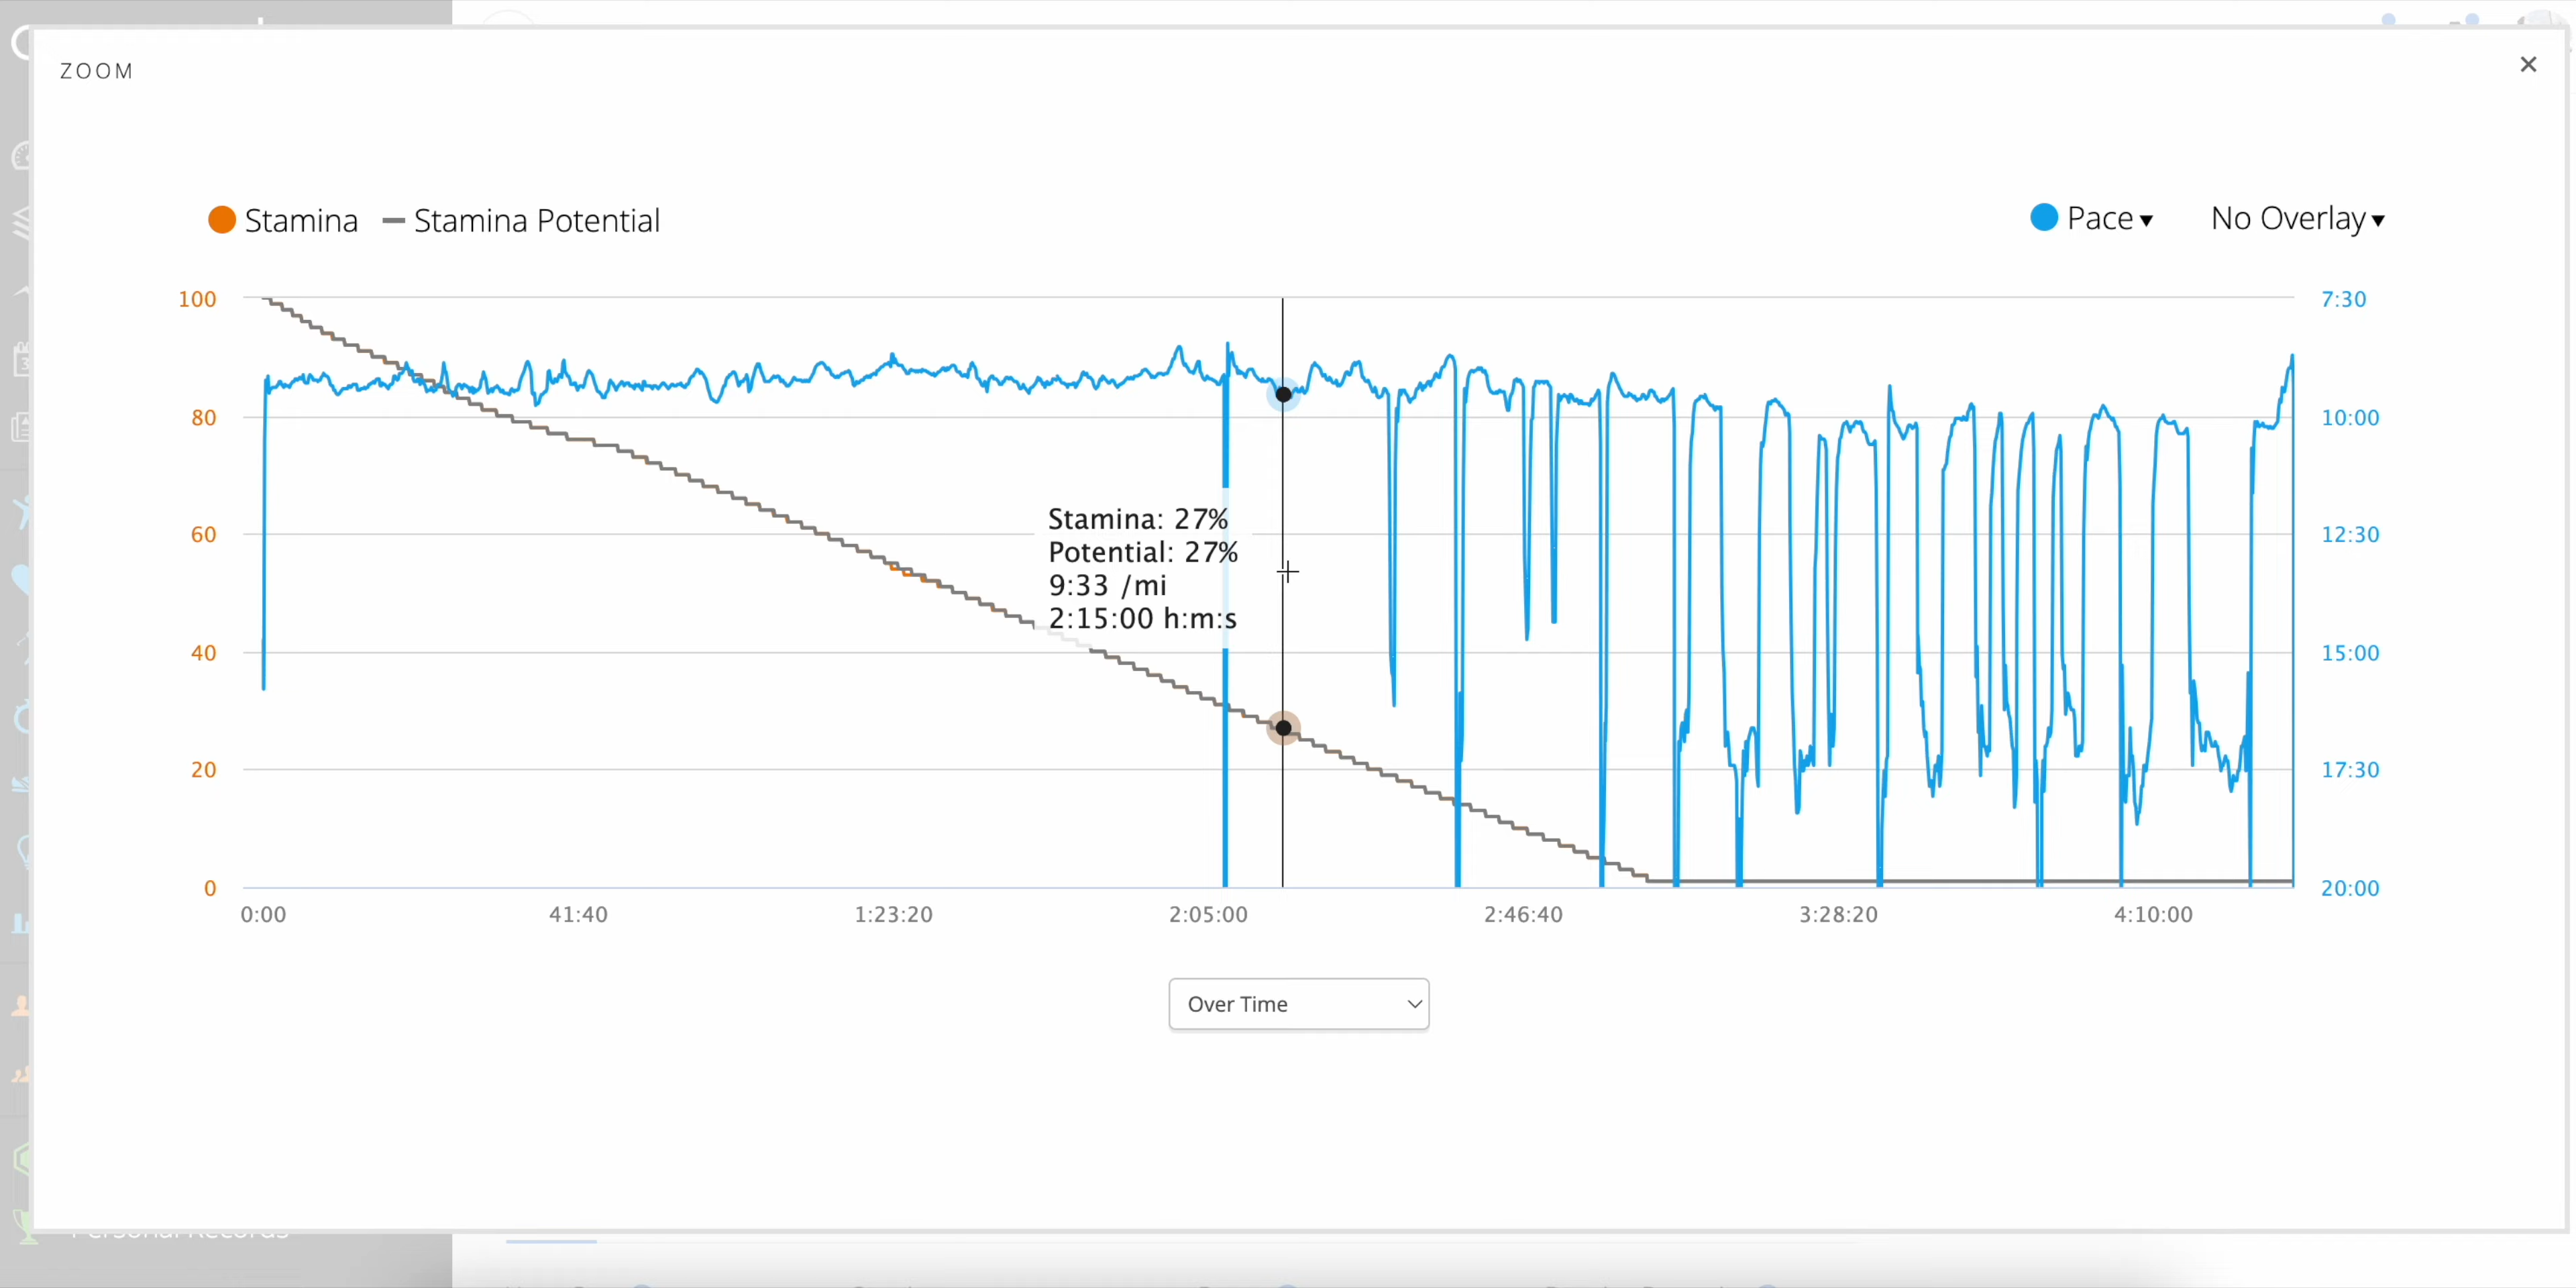 ZOOM
×
Stamina Stamina Potential
Pace ▾ No Overlay ▾
100 7:30
80 10:00
Stamina: 27%
Potential: 27%
9:33 /mi
2:15:00 h:m:s
60 12:30
40 15:00
20 17:30
0 20:00
0:00 41:40 1:23:20 2:05:00 2:46:40 3:28:20 4:10:00
Over Time
Personal Records